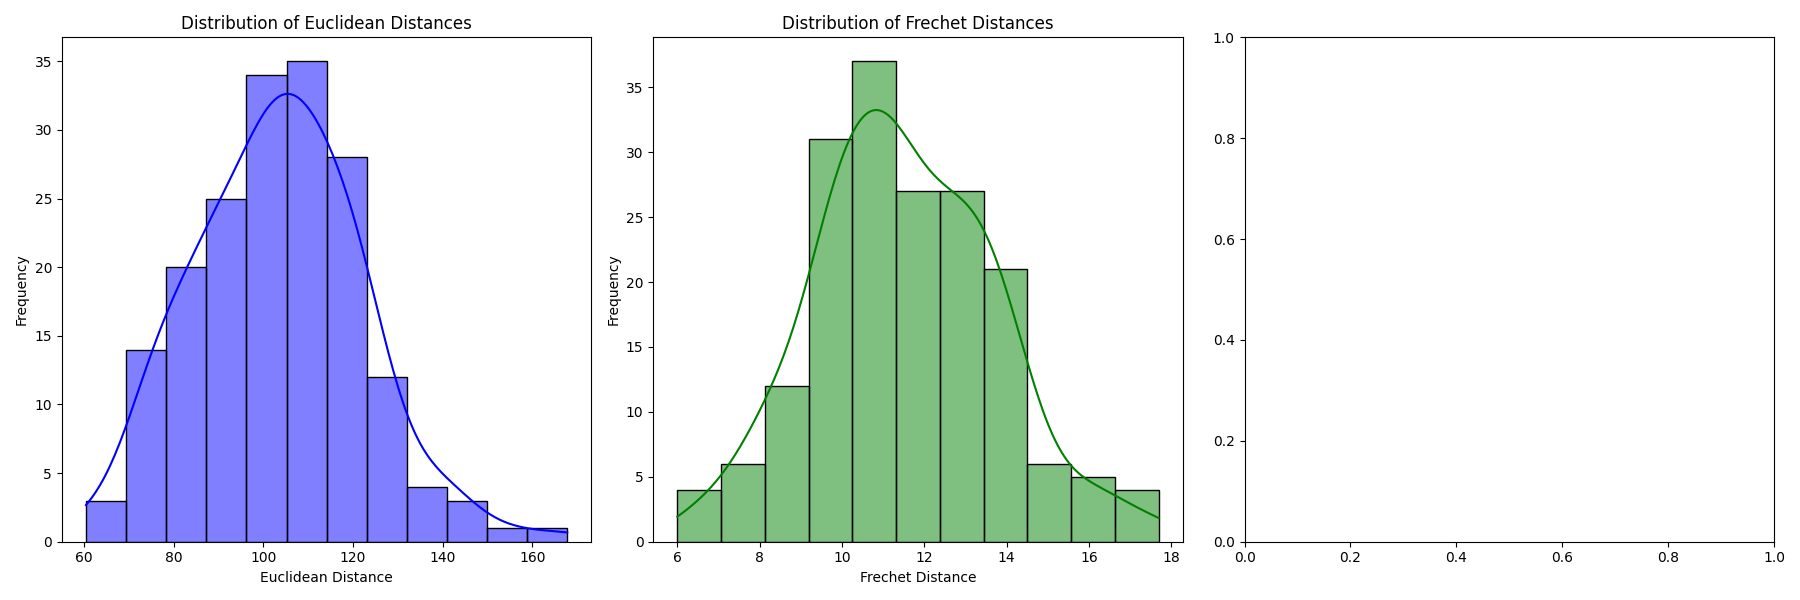 Distribution of Euclidean Distances
35
30
25
20
15
10
5
0
60 80 100 120 140 160
Frequency
Euclidean Distance
Distribution of Frechet Distances
35
30
25
20
15
10
5
0
6 8 10 12 14 16 18
Frequency
Frechet Distance
1.0
0.8
0.6
0.4
0.2
0.0
0.0 0.2 0.4 0.6 0.8 1.0